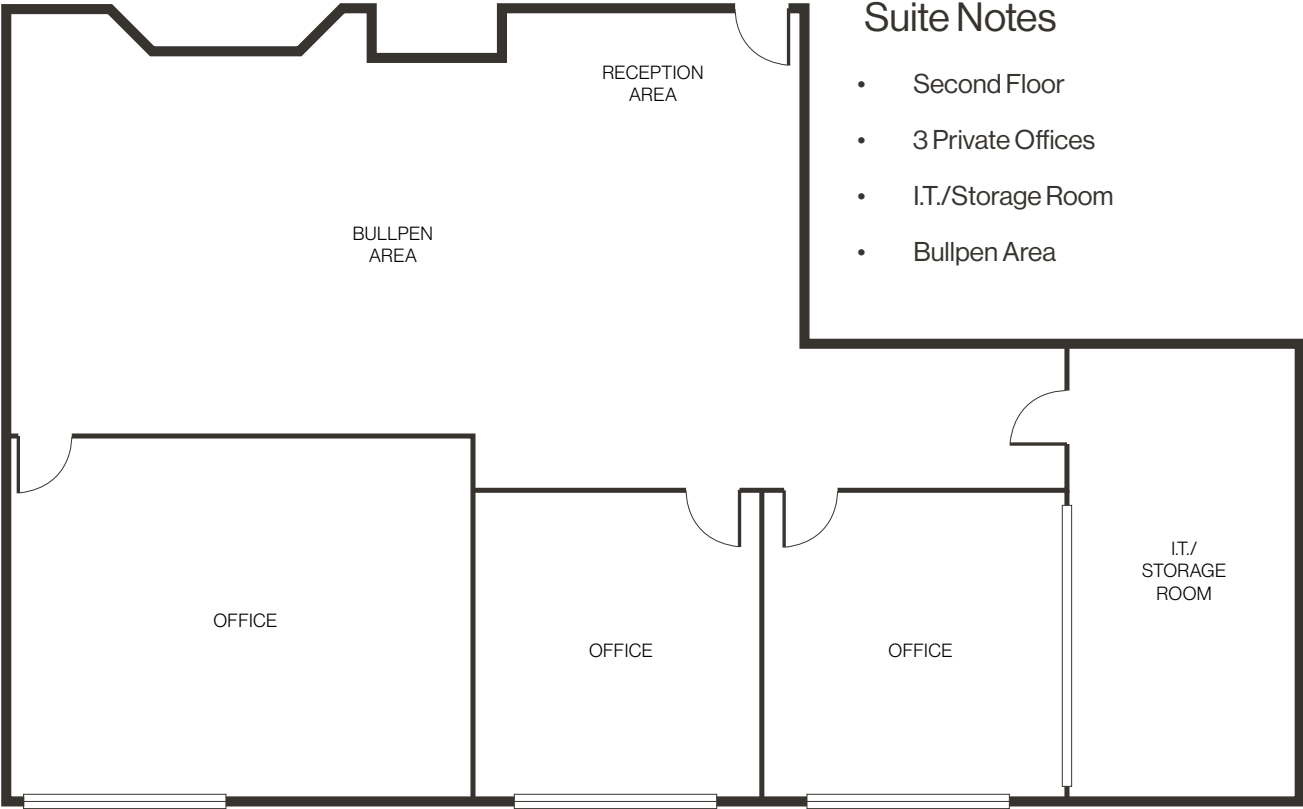 Suite Notes
• Second Floor
• 3 Private Offices
• I.T./Storage Room
• Bullpen Area
RECEPTION
AREA
BULLPEN
AREA
OFFICE
OFFICE
OFFICE
I.T./
STORAGE
ROOM